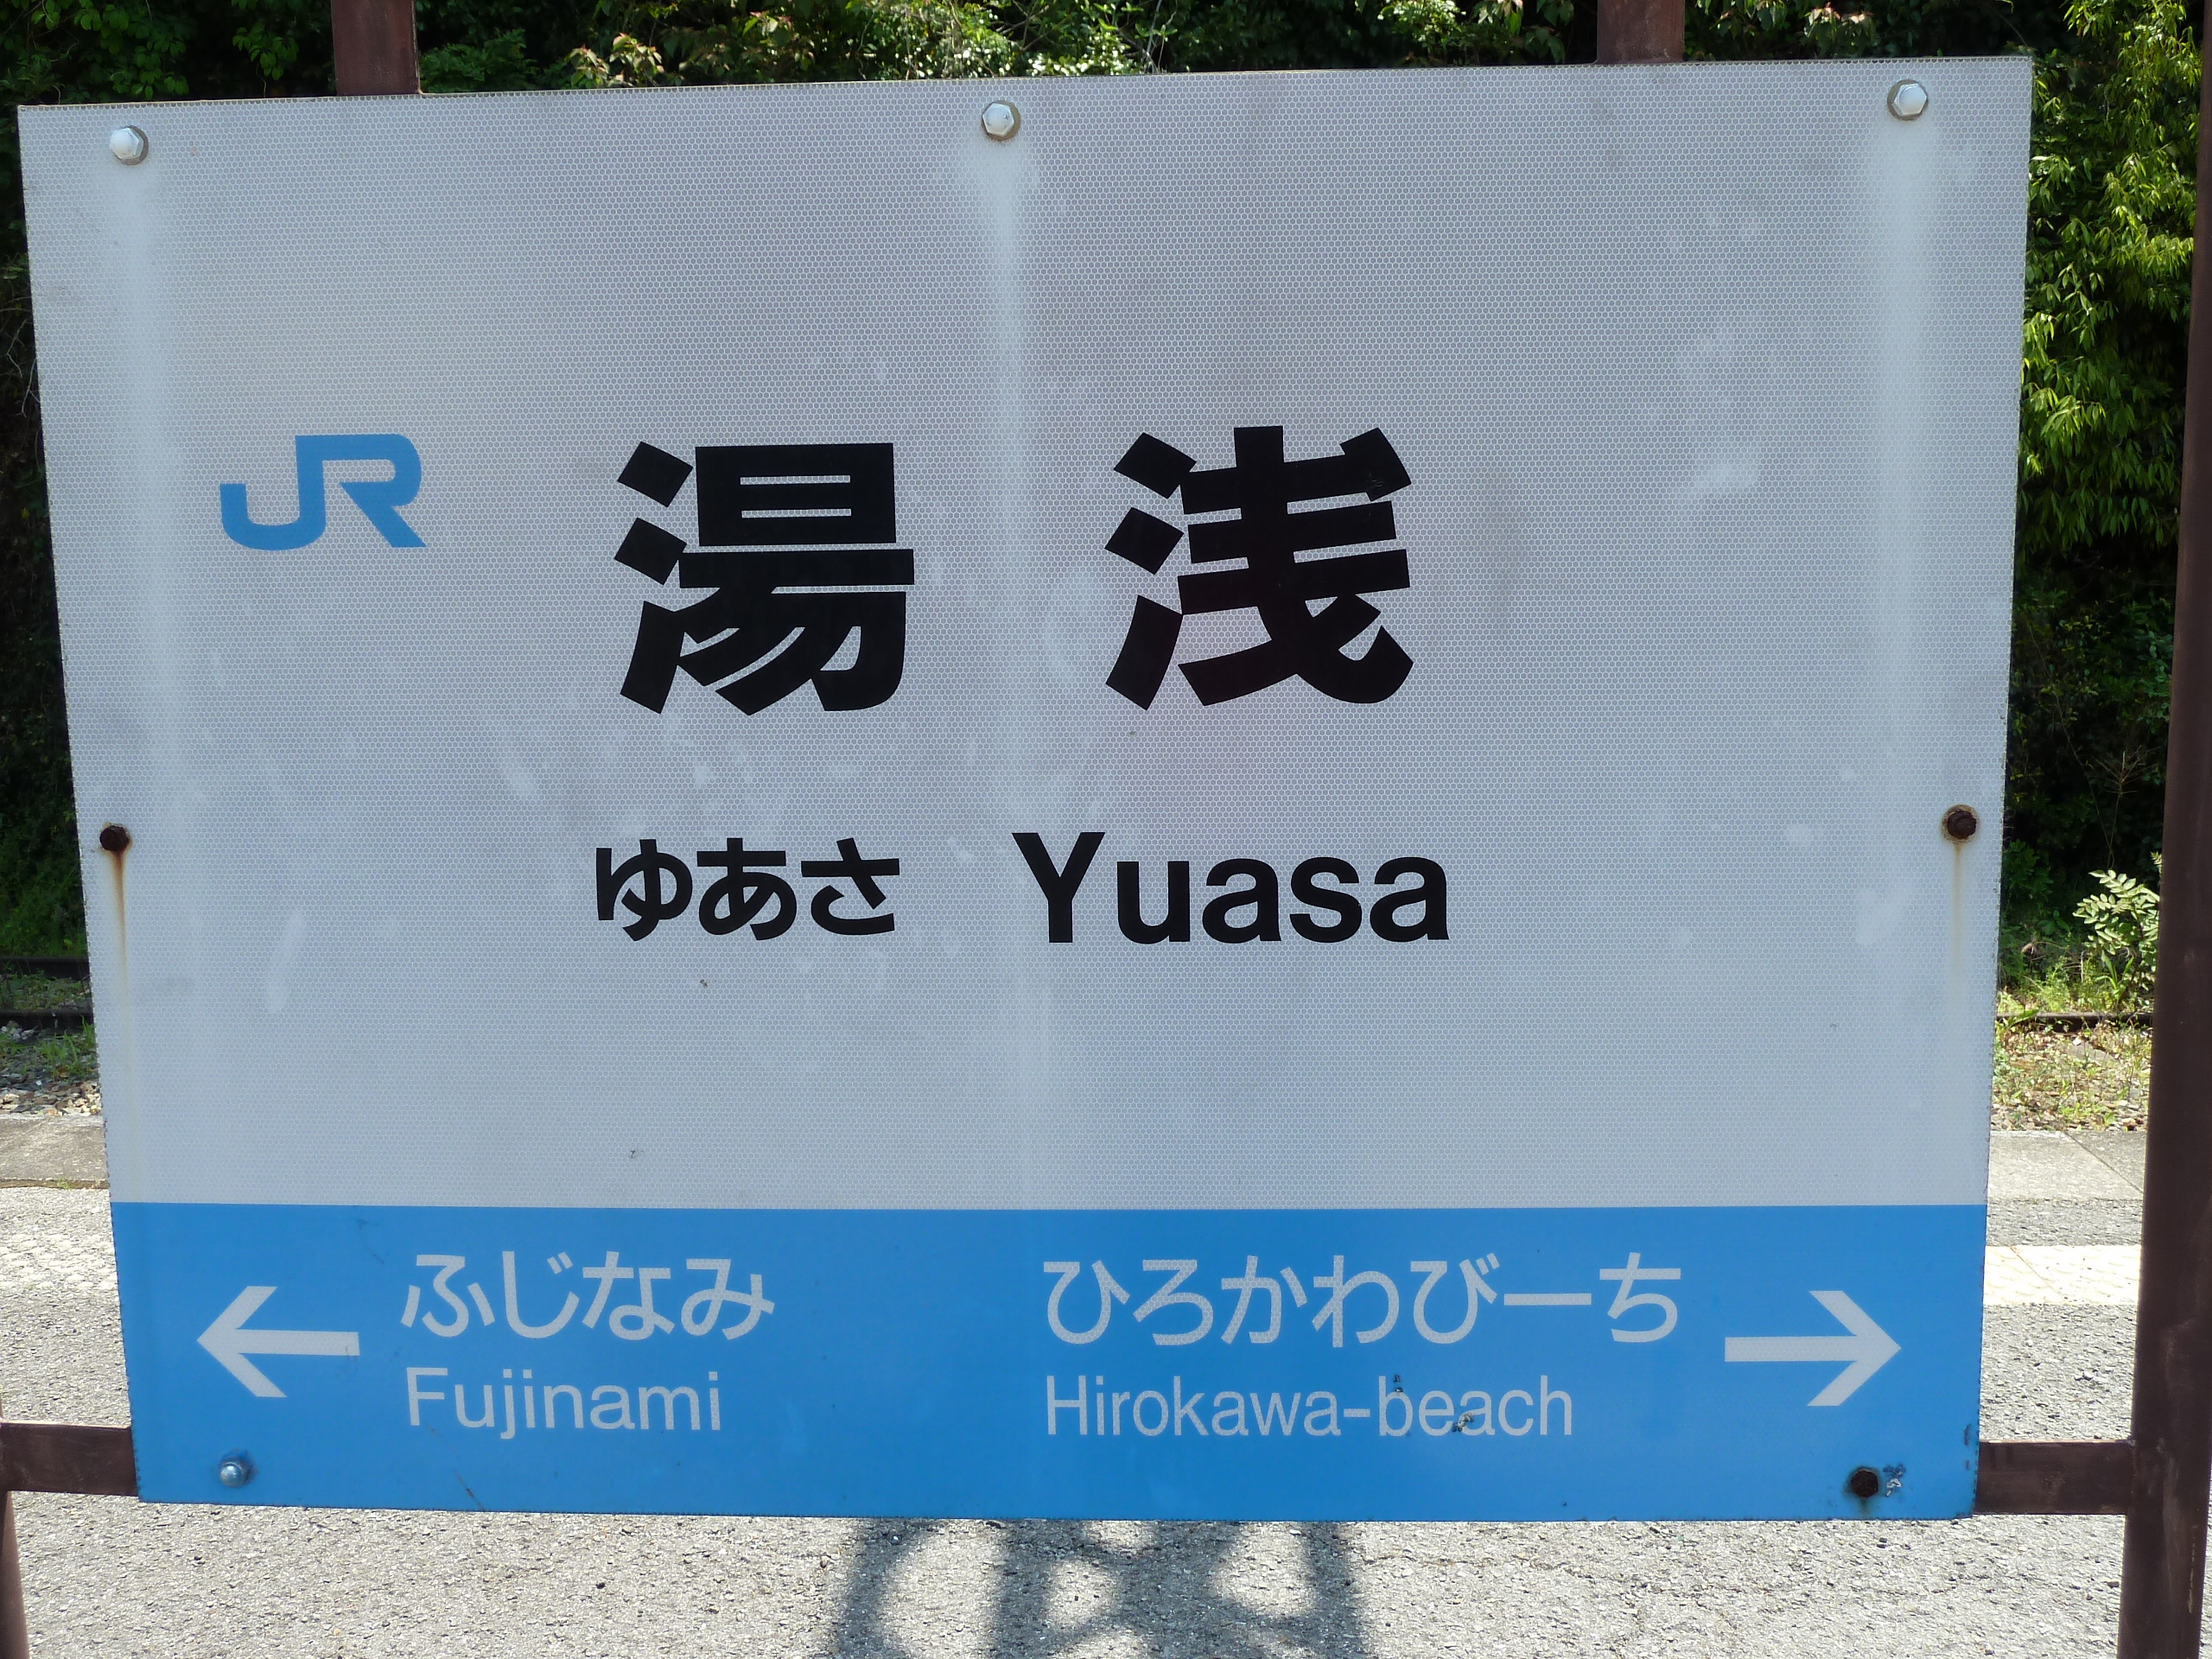 JR
湯浅
ゆあさ Yuasa
ふじなみ
Fujinami
ひろかわびーち
Hirokawa-beach